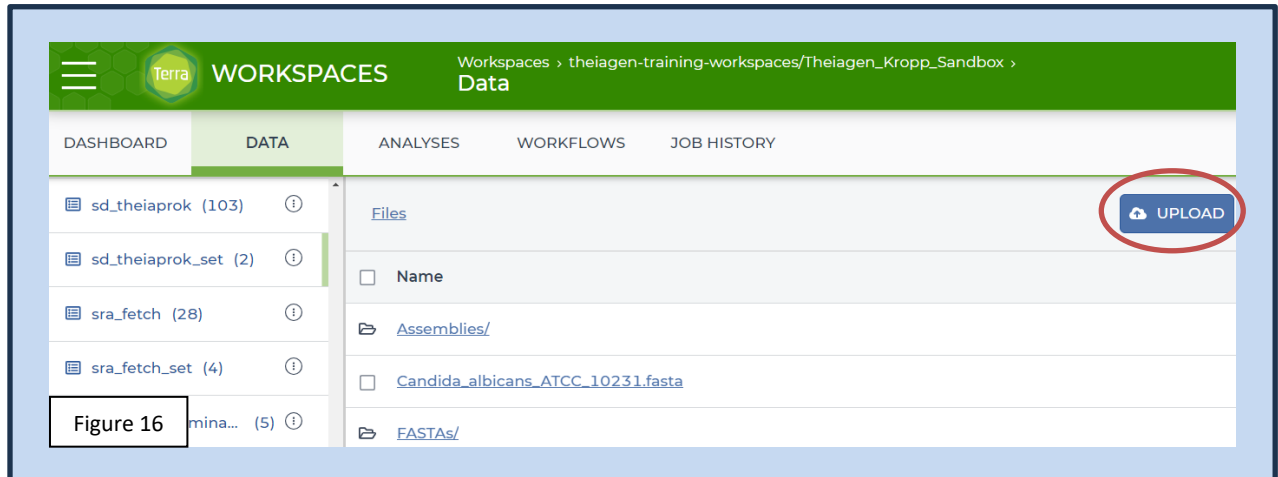 Workspaces › theiagen-training-workspaces/Theiagen_Kropp_Sandbox ›
Terra WORKSPACES
Data
DASHBOARD DATA ANALYSES WORKFLOWS JOB HISTORY
sd_theiaprok (103)
Files
UPLOAD
sd_theiaprok_set (2)
Name
sra_fetch (28)
Assemblies/
sra_fetch_set (4)
Candida_albicans_ATCC_10231.fasta
Figure 16
mina... (5)
FASTAs/